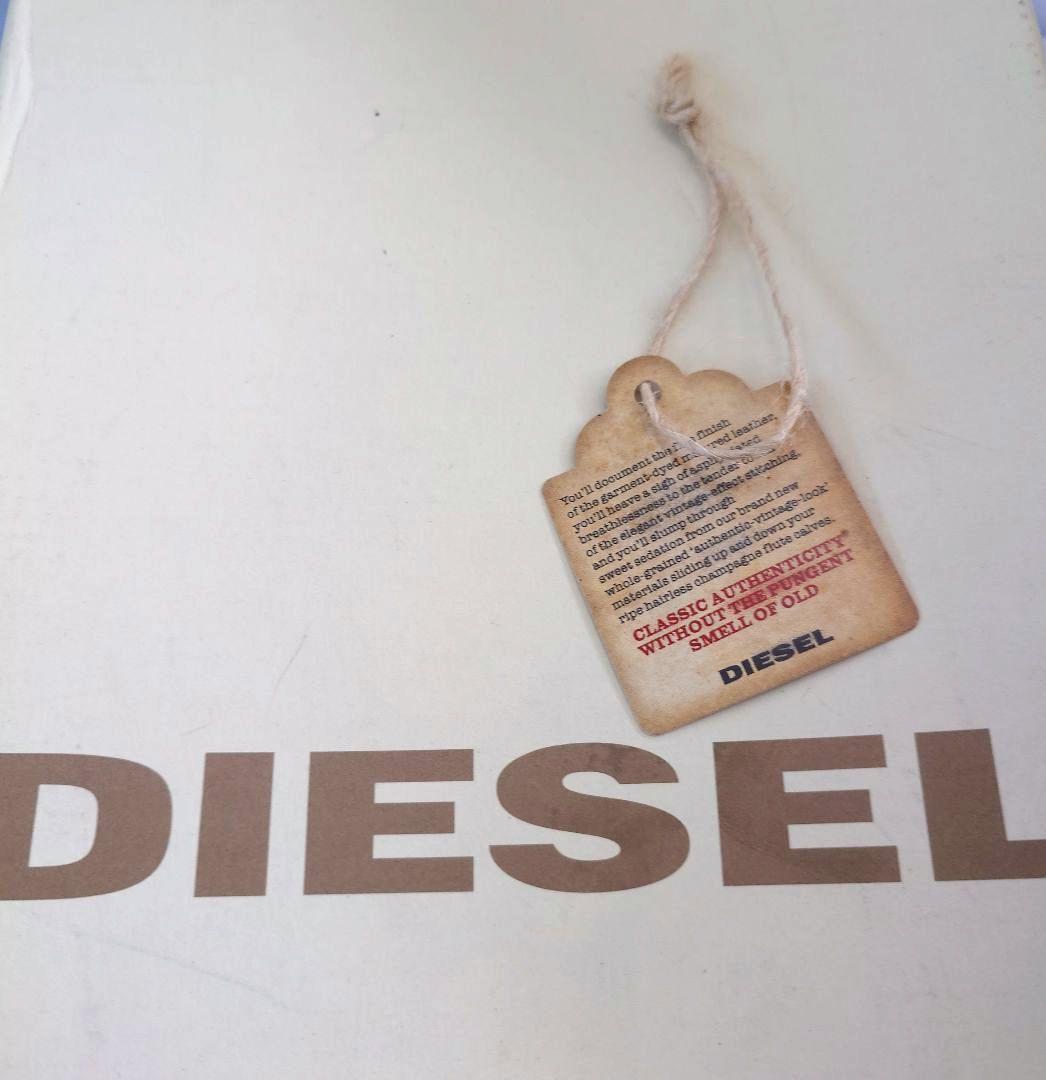 You'll document the finish
of the garment-dyed leather,
you'll heave a sigh of
breathlessness to the tender
of the elegant vintage-effect stitching,
and you'll slump through
sweet sedation from our brand new
whole-grained 'authentic-vintage-look'
materials sliding up and down your
ripe hairless champagne flute calves.
CLASSIC AUTHENTICITY
WITHOUT THE PUNGENT
SMELL OF OLD
DIESEL
DIESEL